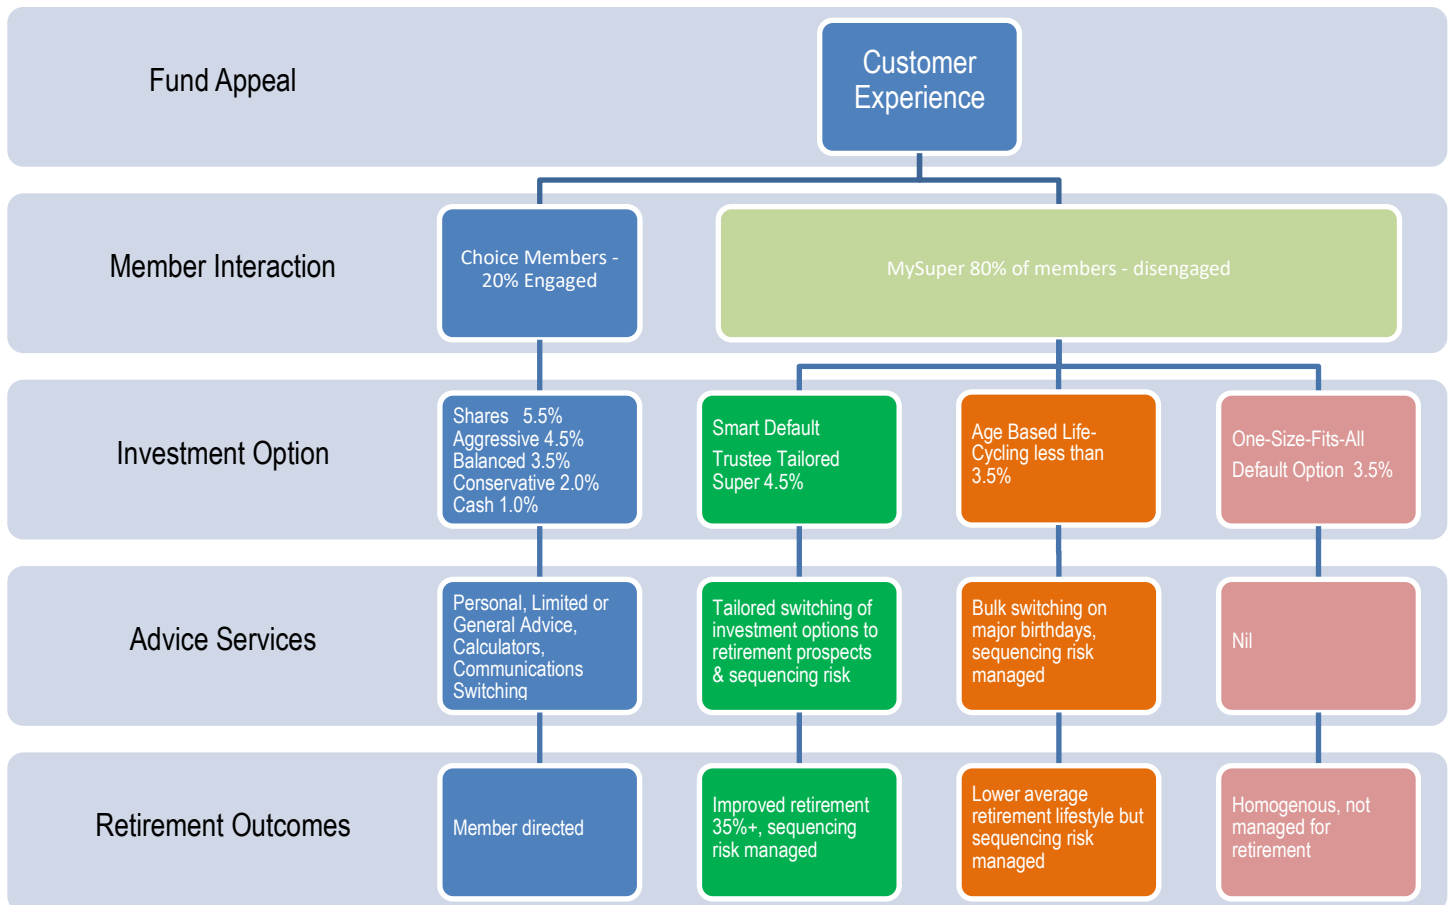 Fund Appeal
Customer
Experience
Member Interaction
Choice Members -
20% Engaged
MySuper 80% of members - disengaged
Investment Option
Shares   5.5%
Aggressive 4.5%
Balanced 3.5%
Conservative 2.0%
Cash 1.0%
Smart Default
Trustee Tailored
Super 4.5%
Age Based Life-
Cycling less than
3.5%
One-Size-Fits-All
Default Option  3.5%
Advice Services
Personal, Limited or
General Advice,
Calculators,
Communications
Switching
Tailored switching of
investment options to
retirement prospects
& sequencing risk
Bulk switching on
major birthdays,
sequencing risk
managed
Nil
Retirement Outcomes
Member directed
Improved retirement
35%+, sequencing
risk managed
Lower average
retirement lifestyle but
sequencing risk
managed
Homogenous, not
managed for
retirement